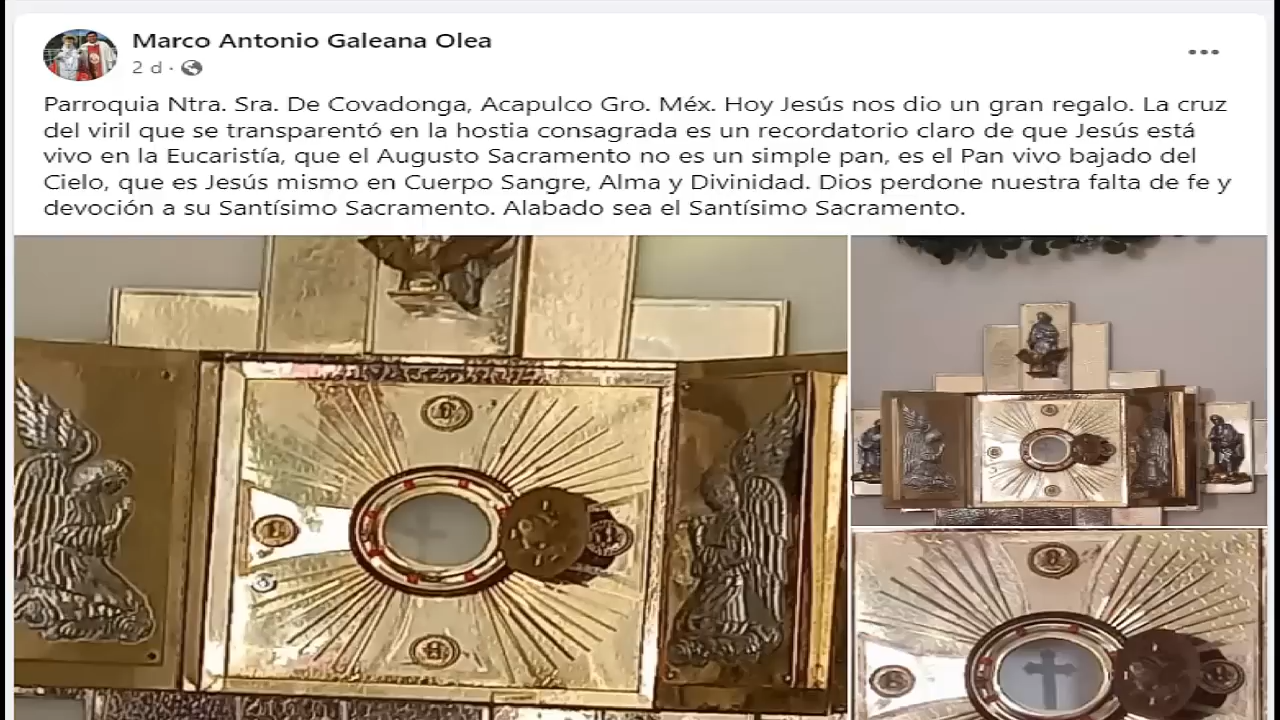 Marco Antonio Galeana Olea
2 d ·
Parroquia Ntra. Sra. De Covadonga, Acapulco Gro. Méx. Hoy Jesús nos dio un gran regalo. La cruz
del viril que se transparentó en la hostia consagrada es un recordatorio claro de que Jesús está
vivo en la Eucaristía, que el Augusto Sacramento no es un simple pan, es el Pan vivo bajado del
Cielo, que es Jesús mismo en Cuerpo Sangre, Alma y Divinidad. Dios perdone nuestra falta de fe y
devoción a su Santísimo Sacramento. Alabado sea el Santísimo Sacramento.